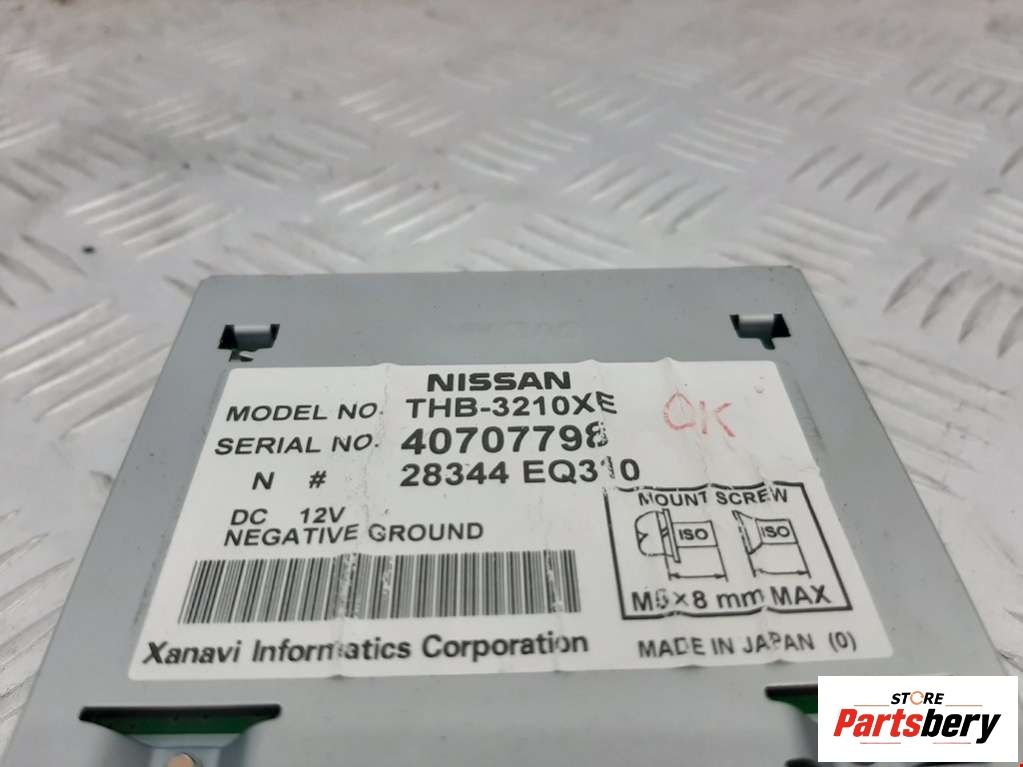 NISSAN
MODEL NO. THB-3210XE
SERIAL NO. 40707798
N # 28344 EQ310
OK
DC 12V
NEGATIVE GROUND
MOUNT SCREW
ISO ISO
M5×8 mm MAX
Xanavi Informatics Corporation
MADE IN JAPAN (0)
STORE
Partsbery